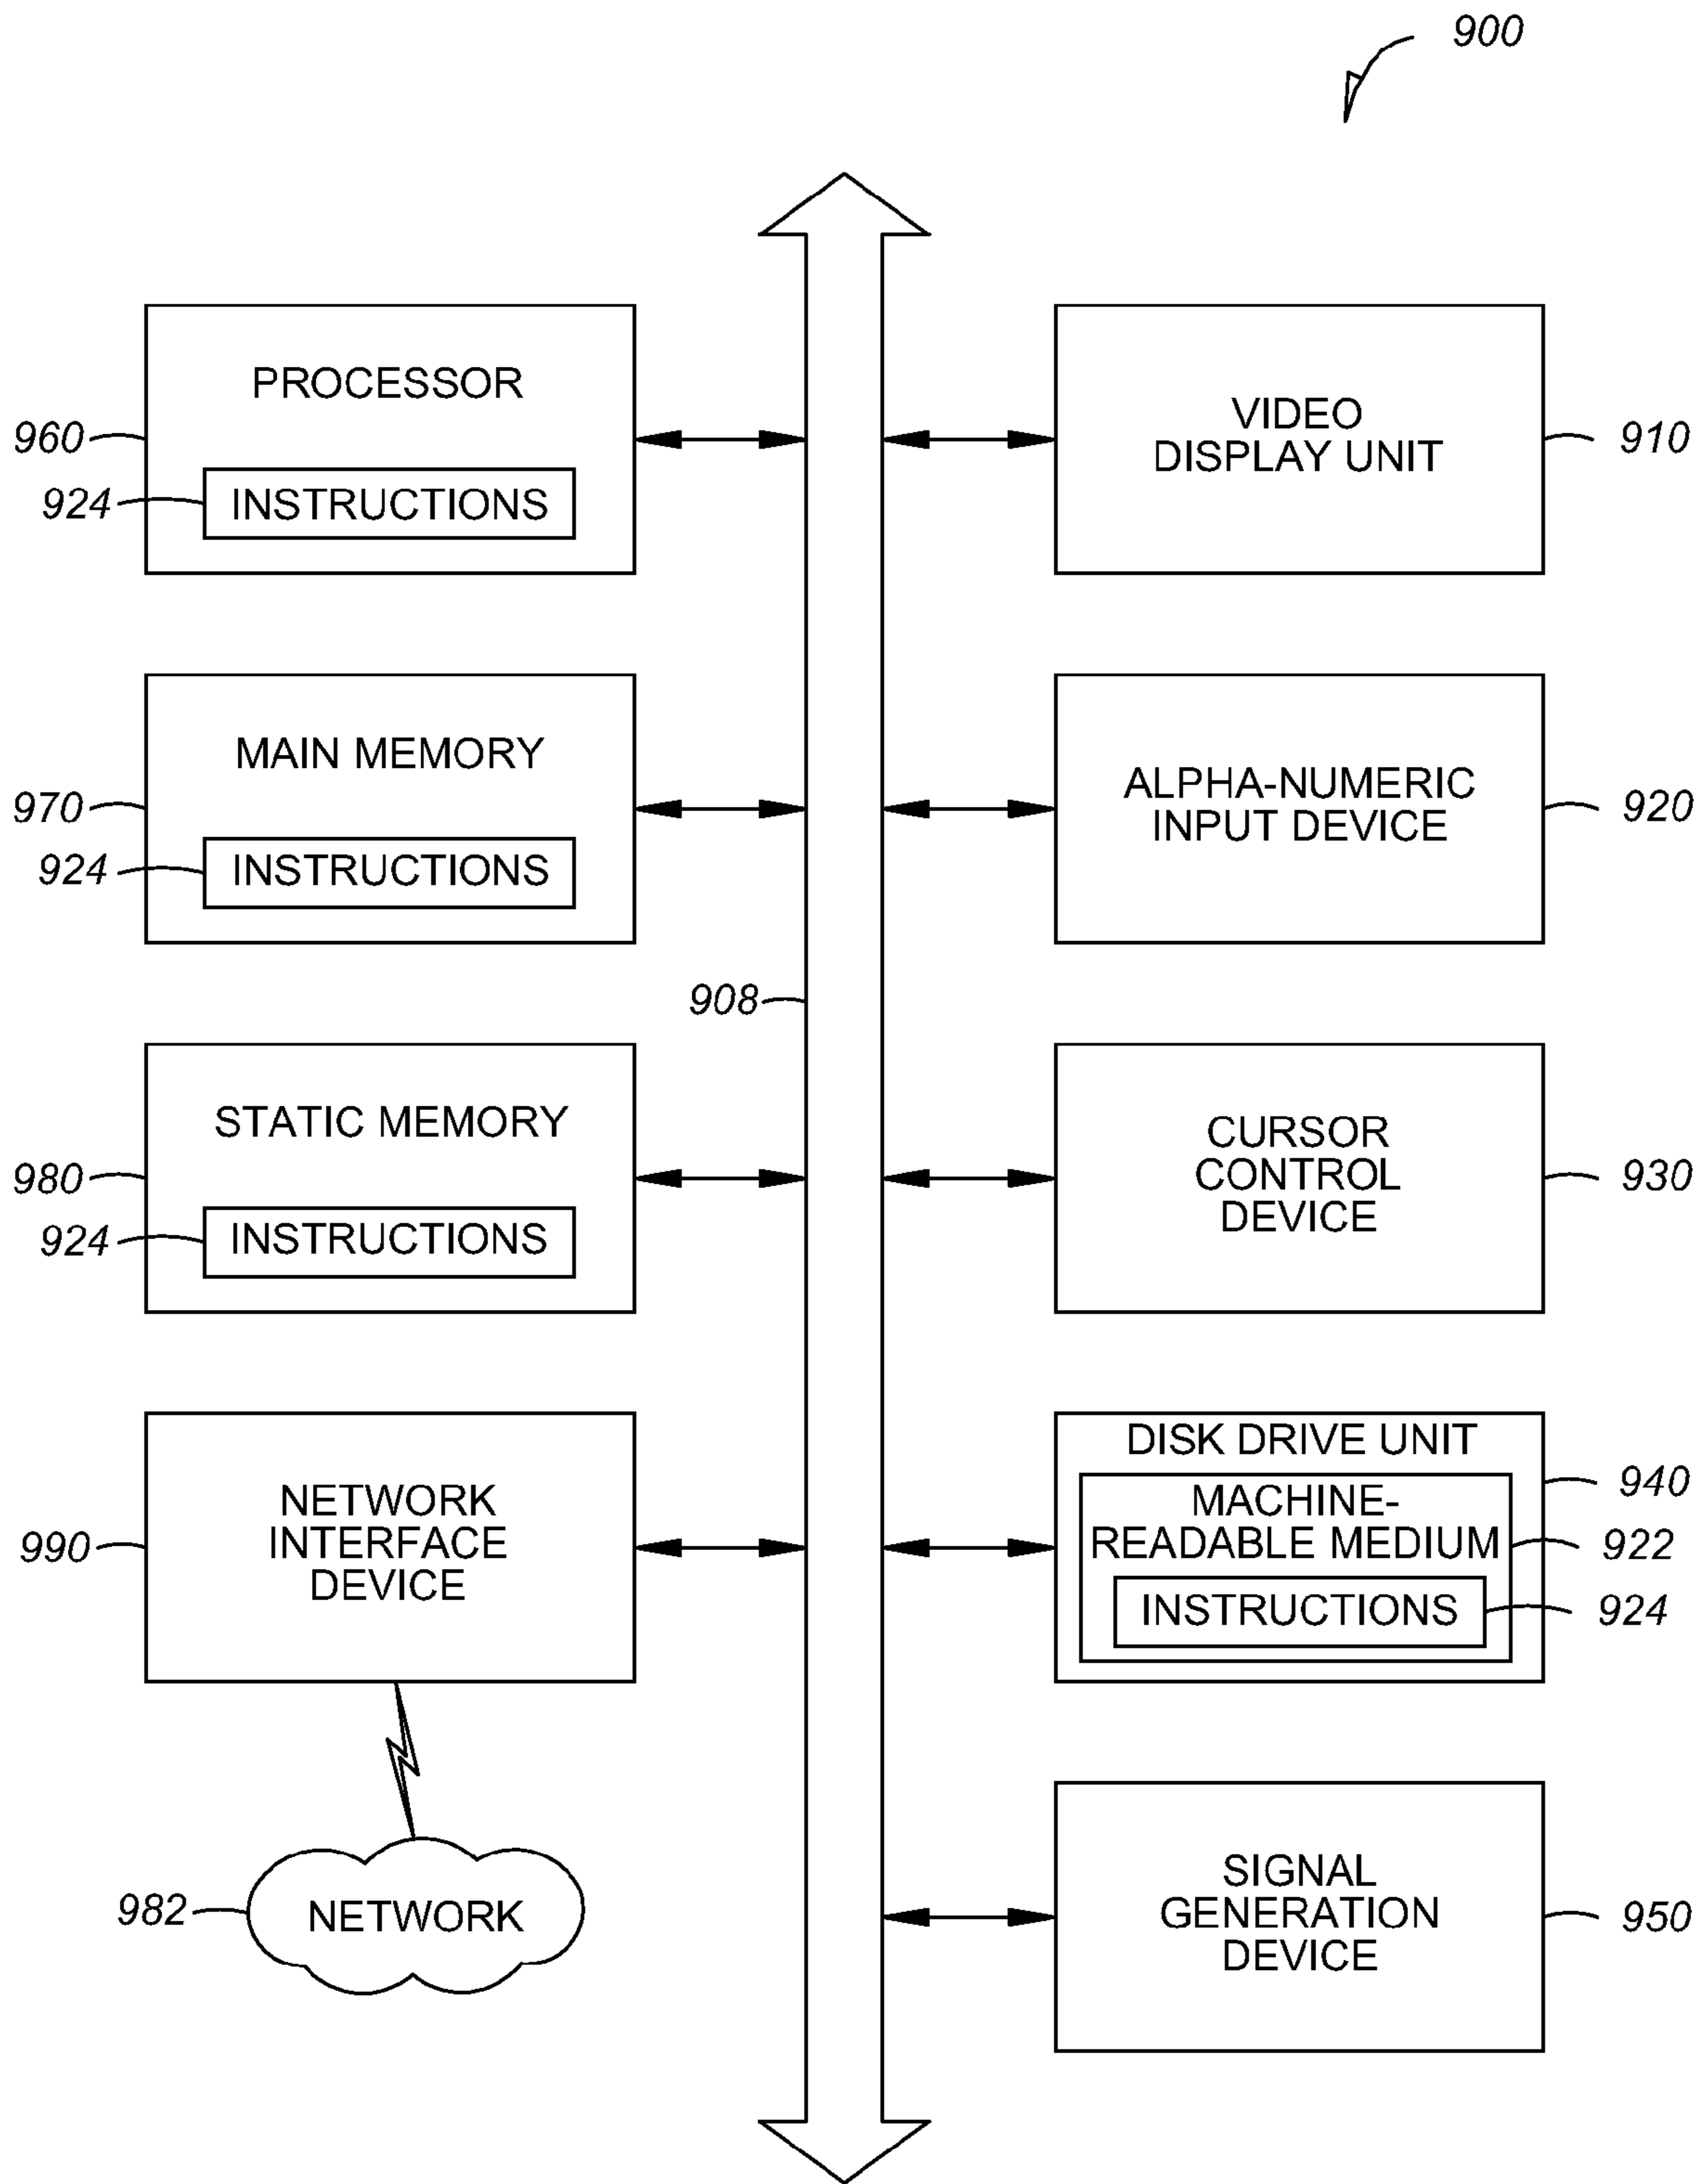 900
PROCESSOR
960
924
INSTRUCTIONS
VIDEO
DISPLAY UNIT
910
MAIN MEMORY
970
924
INSTRUCTIONS
ALPHA-NUMERIC
INPUT DEVICE
920
908
STATIC MEMORY
980
924
INSTRUCTIONS
CURSOR
CONTROL
DEVICE
930
NETWORK
INTERFACE
DEVICE
990
DISK DRIVE UNIT
940
MACHINE-
READABLE MEDIUM
922
INSTRUCTIONS
924
982
NETWORK
SIGNAL
GENERATION
DEVICE
950